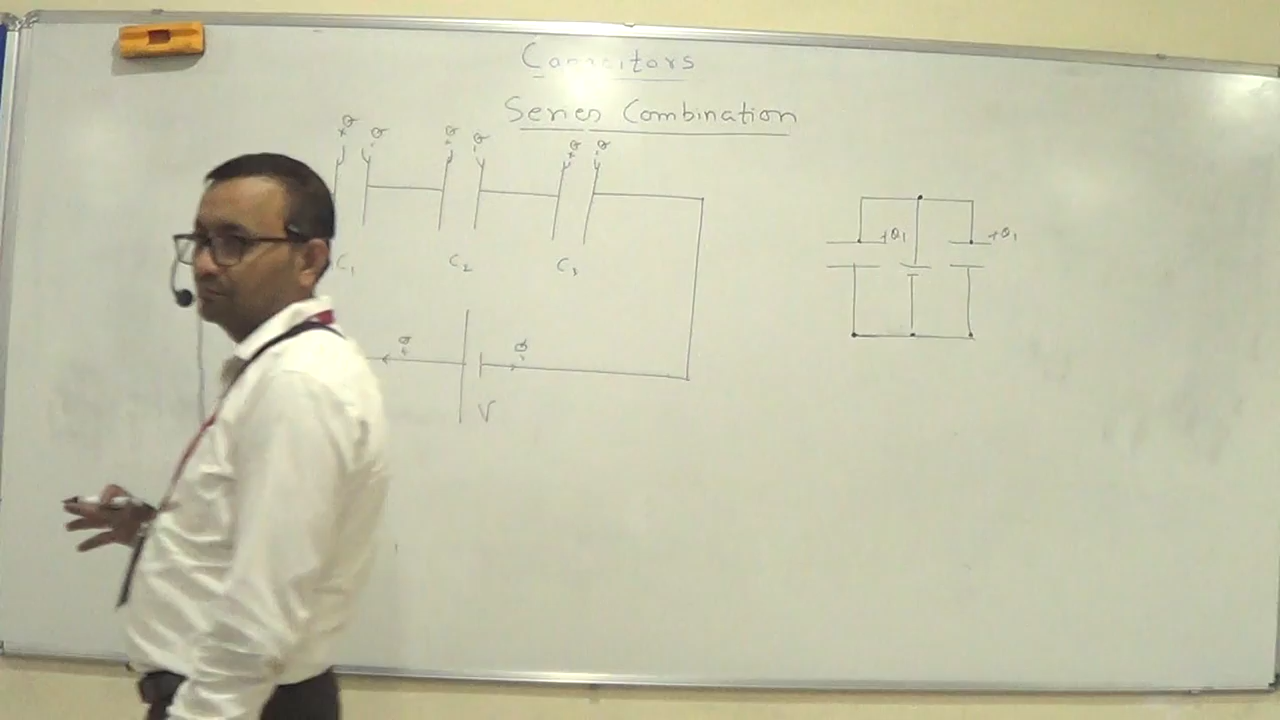 Capacitors
Series Combination
+Q -Q +Q -Q +Q -Q
C1 C2 C3
+Q1 +Q1
+Q -Q
V